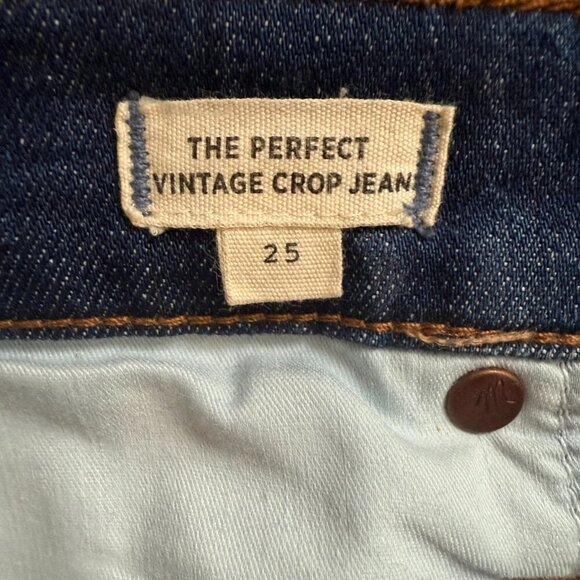 THE PERFECT
VINTAGE CROP JEAN
25
M